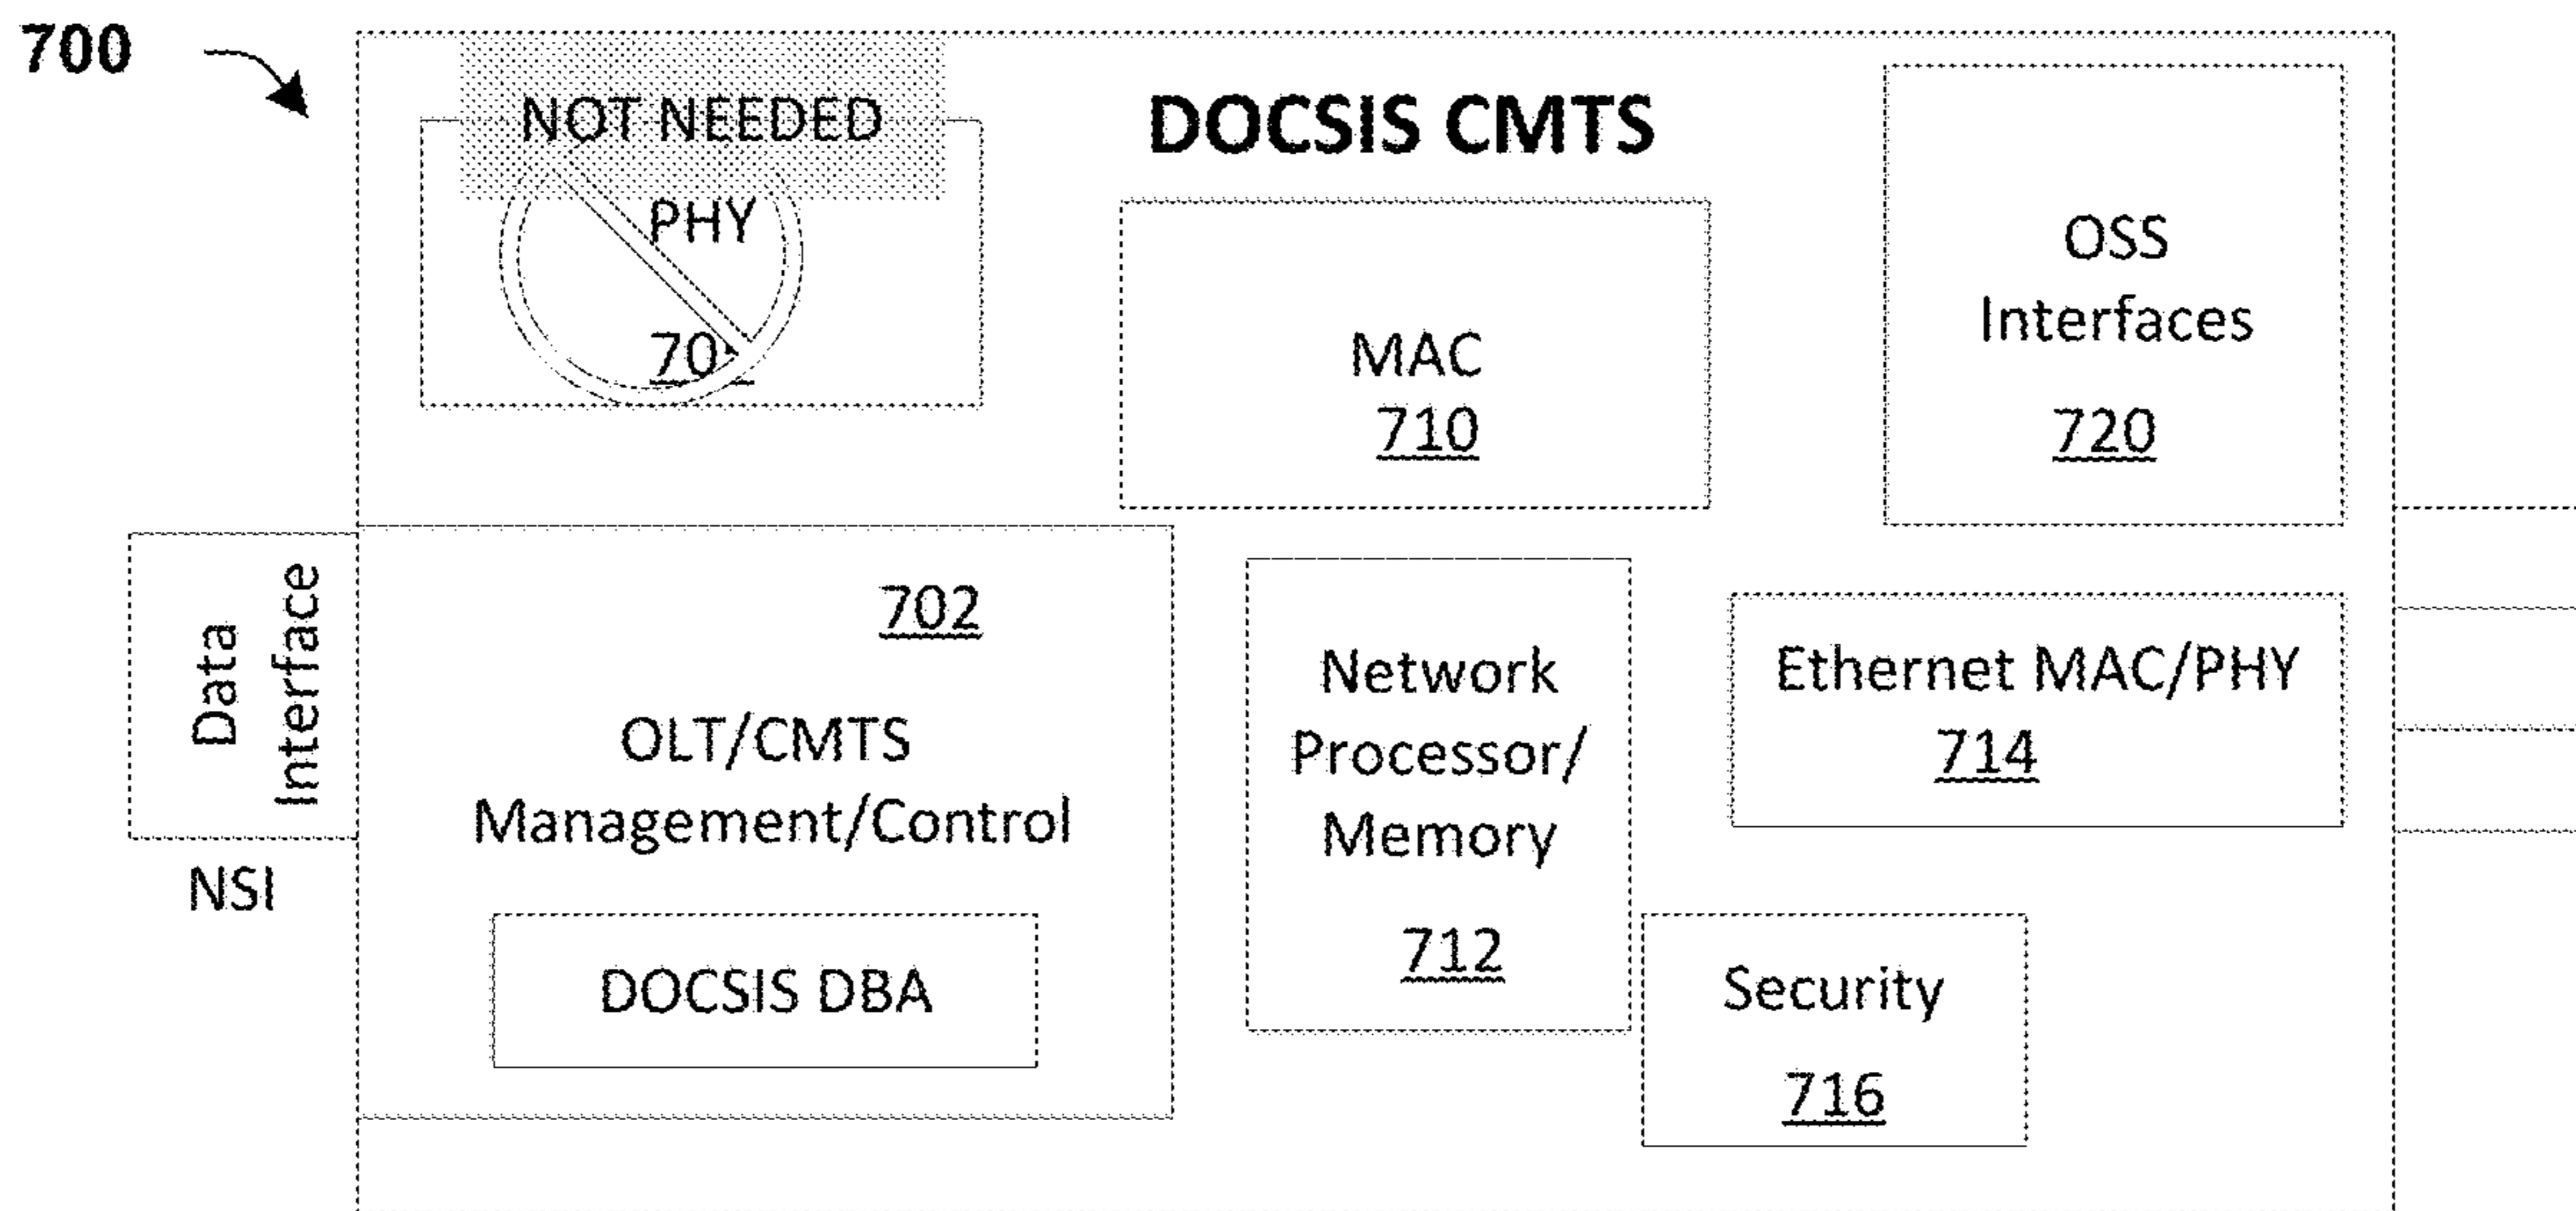 700
NOT NEEDED
PHY
DOCSIS CMTS
MAC
710
OSS
Interfaces
720
Data
Interface
NSI
702
OLT/CMTS
Management/Control
DOCSIS DBA
Network
Processor/
Memory
712
Ethernet MAC/PHY
714
Security
716